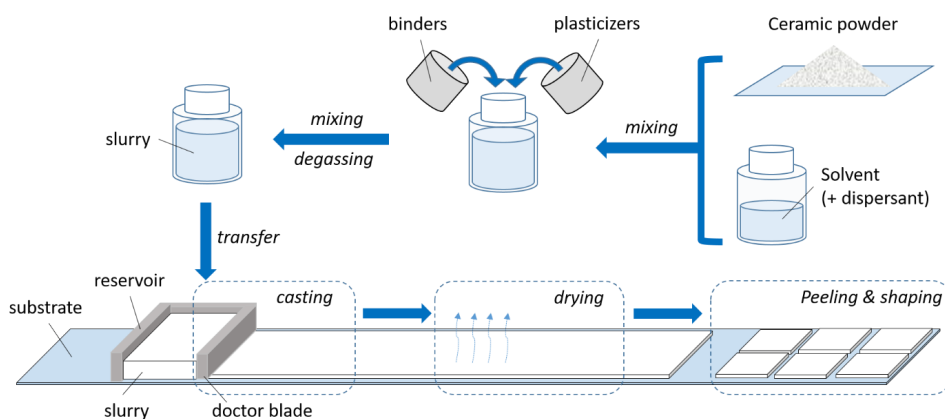 binders
plasticizers
Ceramic powder
slurry
mixing
degassing
mixing
Solvent
(+ dispersant)
transfer
reservoir
substrate
casting
drying
Peeling & shaping
slurry
doctor blade